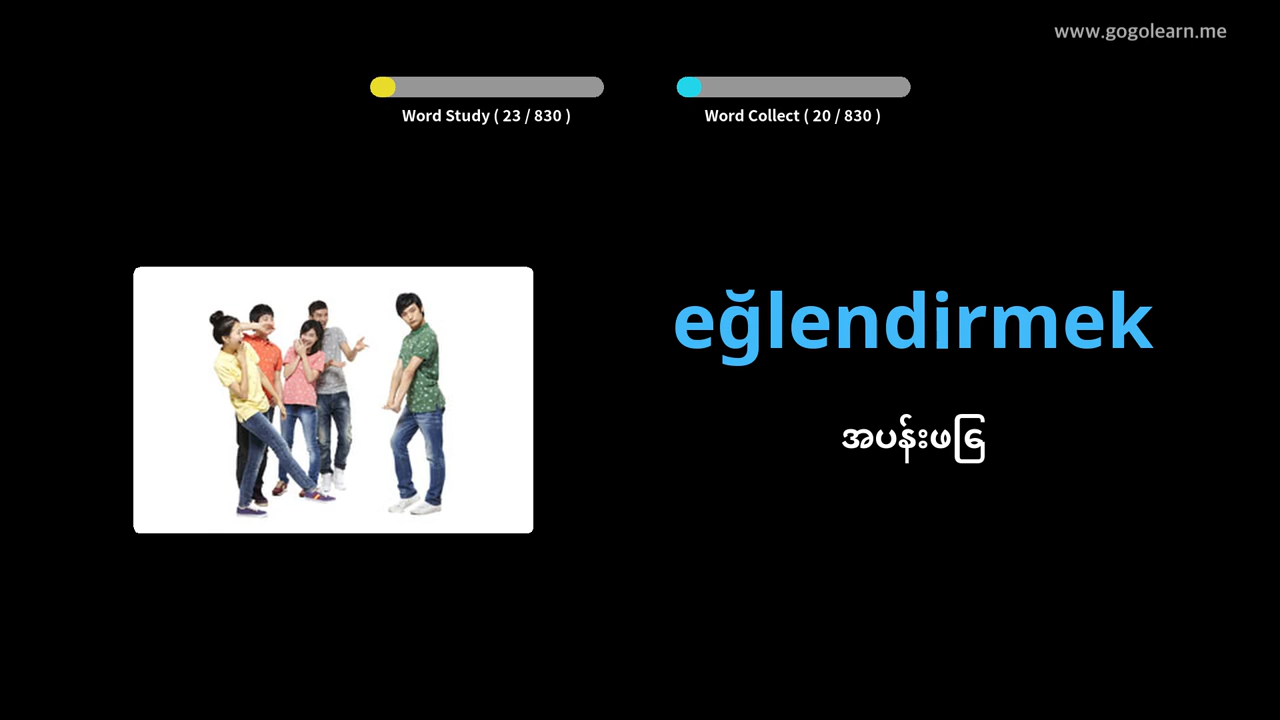 www.gogolearn.me
Word Study ( 23 / 830 )
Word Collect ( 20 / 830 )
eğlendirmek
အပန်းဖြေ